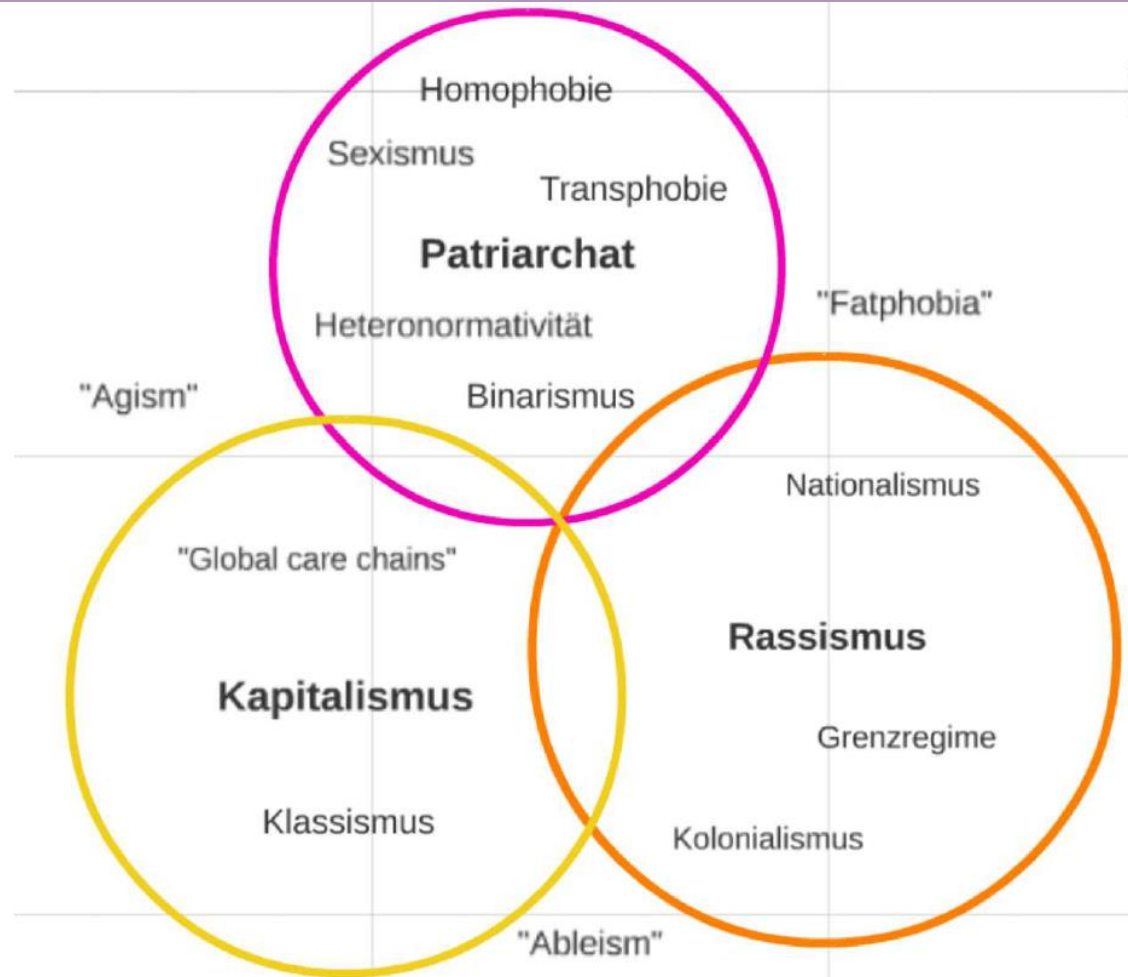 Homophobie
Sexismus
Transphobie
Patriarchat
"Fatphobia"
Heteronormativität
"Agism"
Binarismus
Nationalismus
"Global care chains"
Rassismus
Kapitalismus
Grenzregime
Klassismus
Kolonialismus
"Ableism"